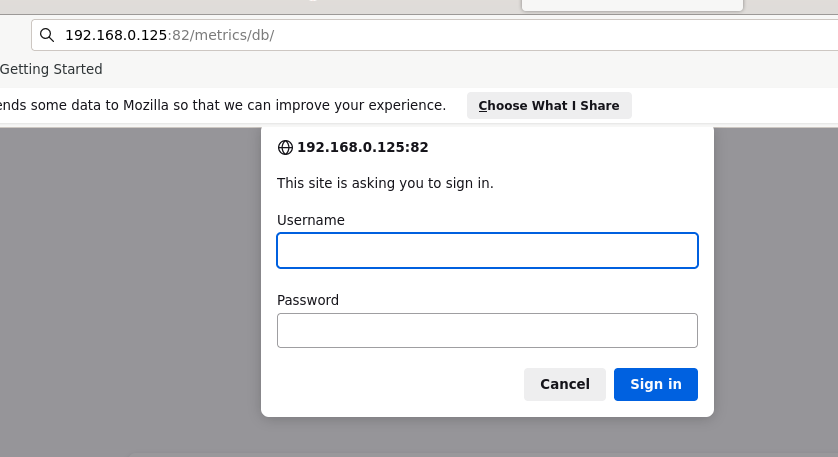 192.168.0.125:82/metrics/db/
Getting Started
ends some data to Mozilla so that we can improve your experience. Choose What I Share
192.168.0.125:82
This site is asking you to sign in.
Username
Password
Cancel Sign in